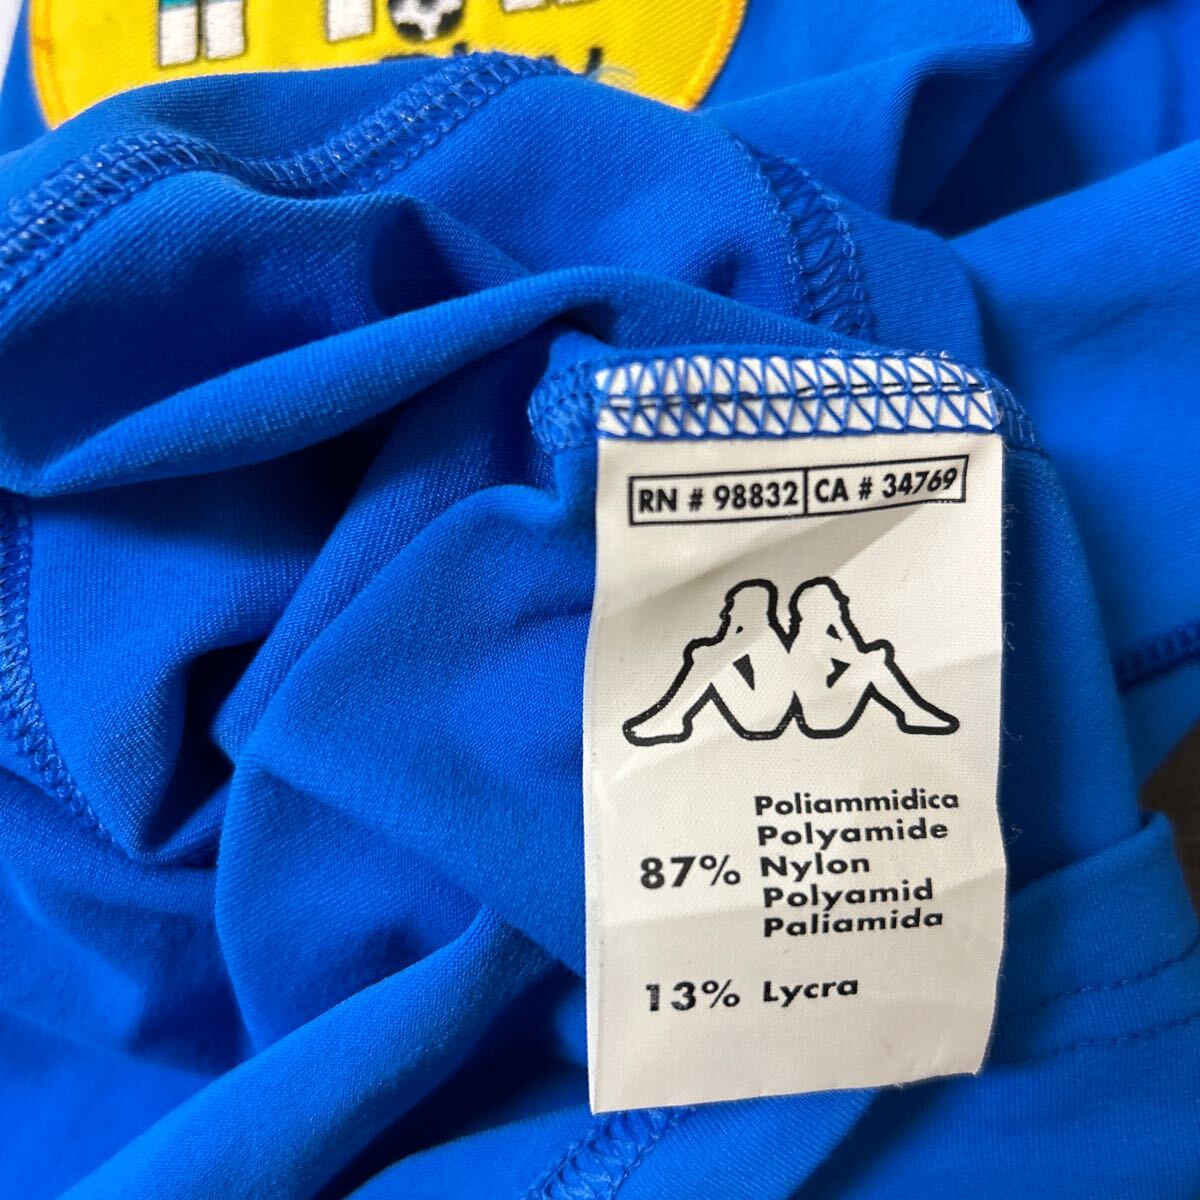 RN # 98832 CA # 34769
Poliammidica
Polyamide
87% Nylon
Polyamid
Paliamida
13% Lycra